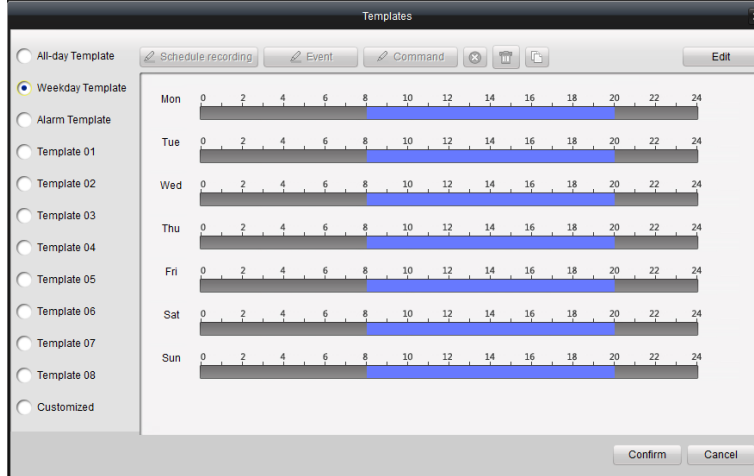 Templates
All-day Template
Schedule recording
Event
Command
Edit
Weekday Template
Alarm Template
Template 01
Template 02
Template 03
Template 04
Template 05
Template 06
Template 07
Template 08
Customized
Mon 0 2 4 6 8 10 12 14 16 18 20 22 24
Tue 0 2 4 6 8 10 12 14 16 18 20 22 24
Wed 0 2 4 6 8 10 12 14 16 18 20 22 24
Thu 0 2 4 6 8 10 12 14 16 18 20 22 24
Fri 0 2 4 6 8 10 12 14 16 18 20 22 24
Sat 0 2 4 6 8 10 12 14 16 18 20 22 24
Sun 0 2 4 6 8 10 12 14 16 18 20 22 24
Confirm
Cancel